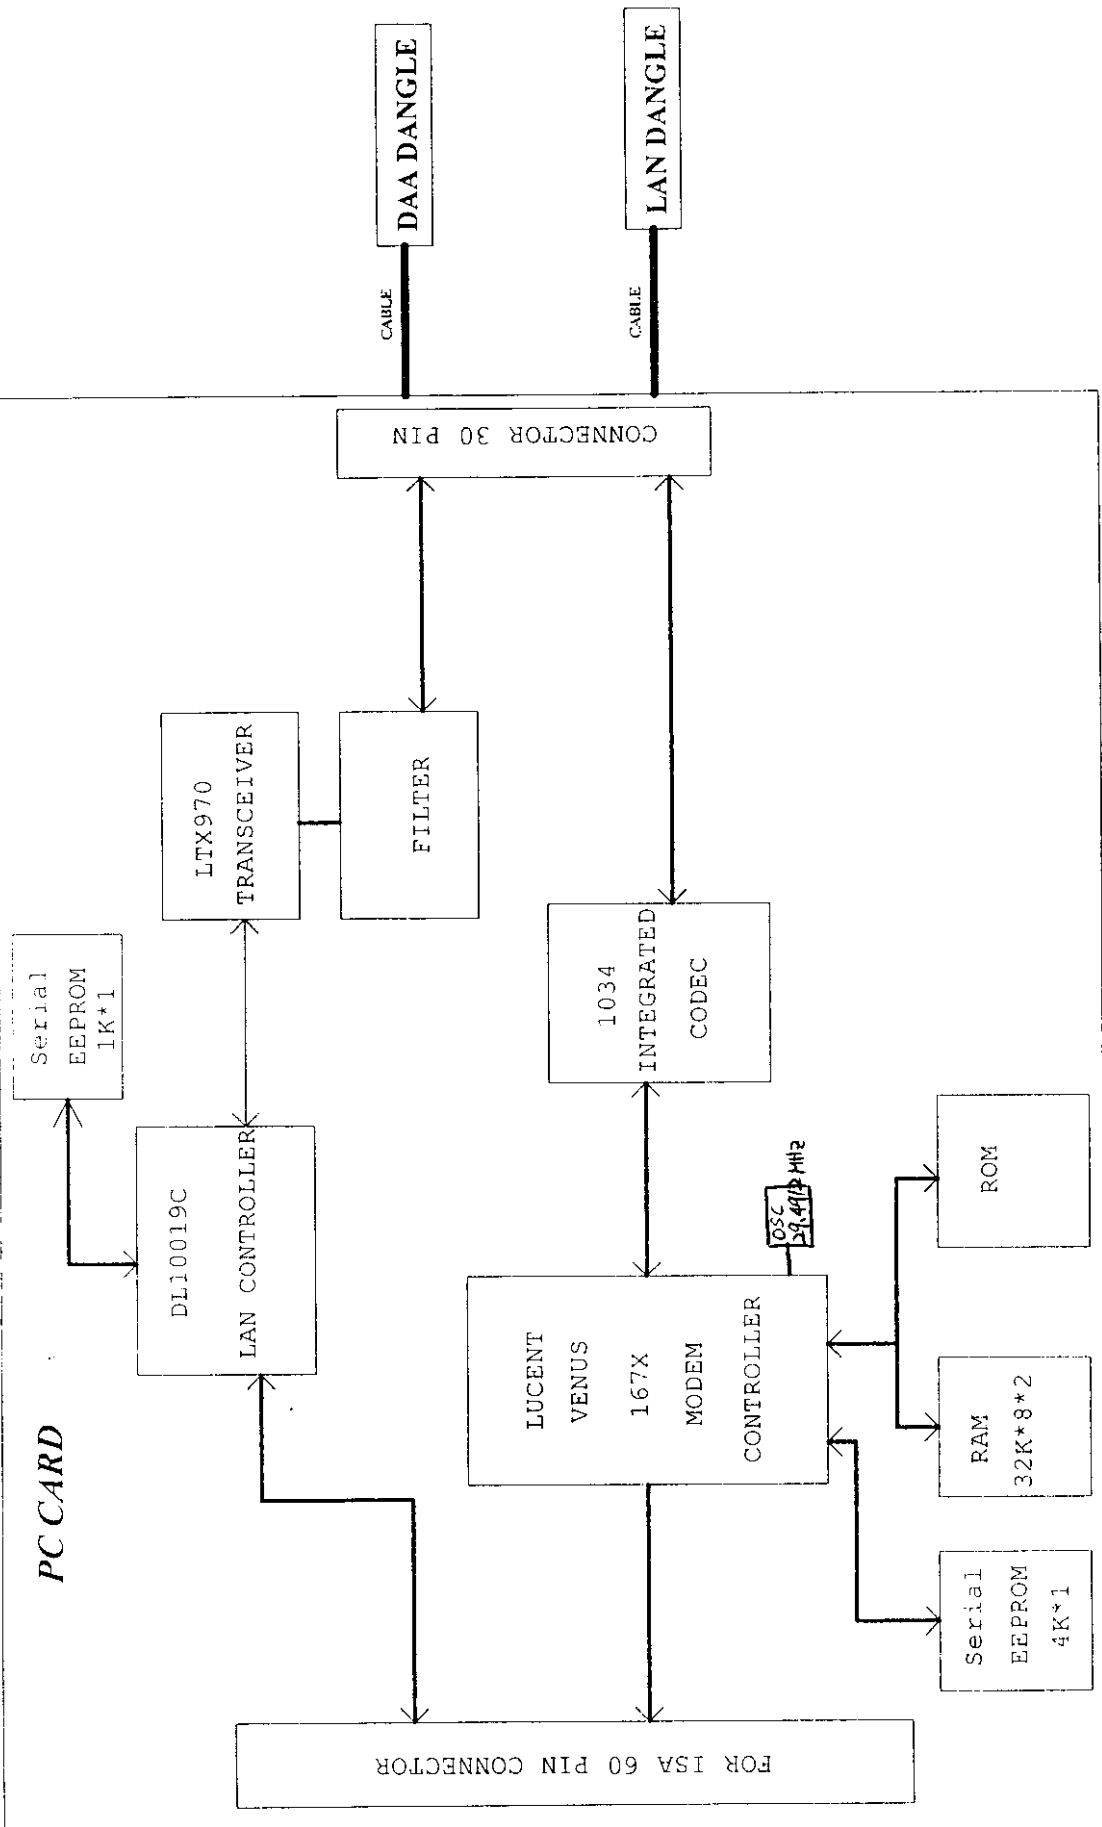 PC CARD
Serial
EEPROM
1K*1
DL10019C
LAN CONTROLLER
LTX970
TRANSCEIVER
FILTER
CONNECTOR 30 PIN
CABLE
DAA DANGLE
CABLE
LAN DANGLE
FOR ISA 60 PIN CONNECTOR
LUCENT
VENUS
167X
MODEM
CONTROLLER
1034
INTEGRATED
CODEC
OSC
29.4912 MHz
Serial
EEPROM
4K*1
RAM
32K*8*2
ROM